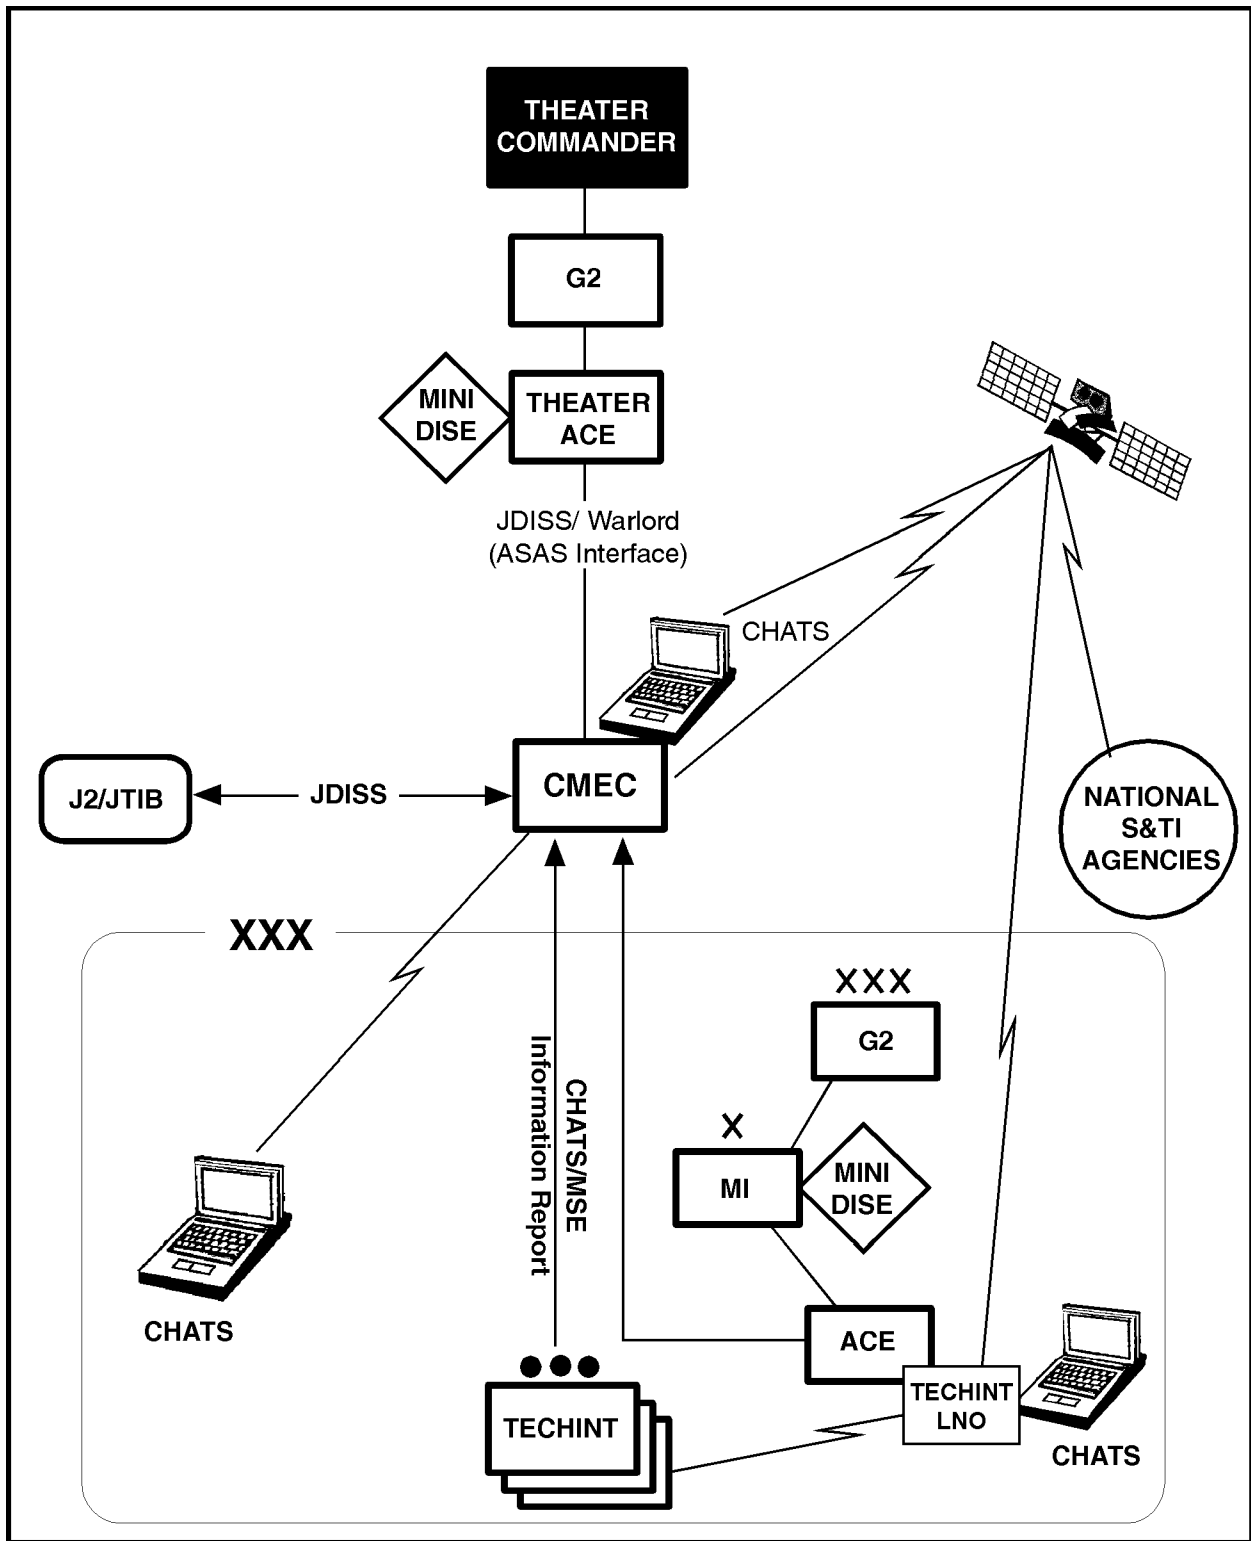 THEATER
COMMANDER
G2
MINI
DISE
THEATER
ACE
JDISS/ Warlord
(ASAS Interface)
CHATS
CMEC
J2/JTIB
JDISS
NATIONAL
S&TI
AGENCIES
XXX
XXX
G2
X
MI
MINI
DISE
CHATS/MSE
Information Report
CHATS
ACE
TECHINT
LNO
CHATS
TECHINT